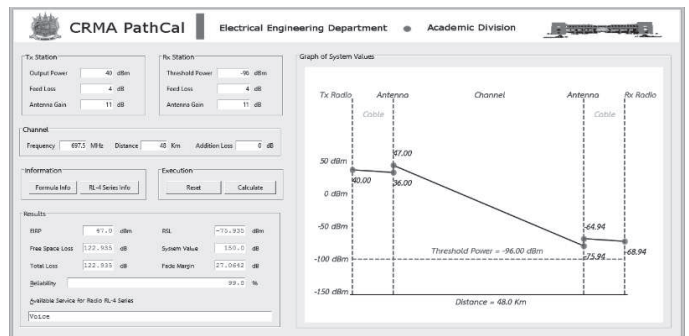 CRMA PathCal
Electrical Engineering Department
Academic Division
Tx Station
Output Power 40 dBm
Feed Loss 4 dB
Antenna Gain 11 dB
Rx Station
Threshold Power -96 dBm
Feed Loss 4 dB
Antenna Gain 11 dB
Channel
Frequency 697.5 MHz Distance 48 Km Addition Loss 0 dB
Information
Formula Info RL-4 Series Info
Execution
Reset Calculate
Results
EIRP 47.0 dBm RSL -75.935 dBm
Free Space Loss 122.935 dB System Value 150.0 dB
Total Loss 122.935 dB Fade Margin 27.0642 dB
Reliability 99.8 %
Available Service for Radio RL-4 Series
Voice
Graph of System Values
Tx Radio Antenna Channel Antenna Rx Radio
Cable Cable
50 dBm
0 dBm
-50 dBm
-100 dBm
-150 dBm
47.00
40.00
36.00
-64.94
-75.94
-68.94
Threshold Power = -96.00 dBm
Distance = 48.0 Km